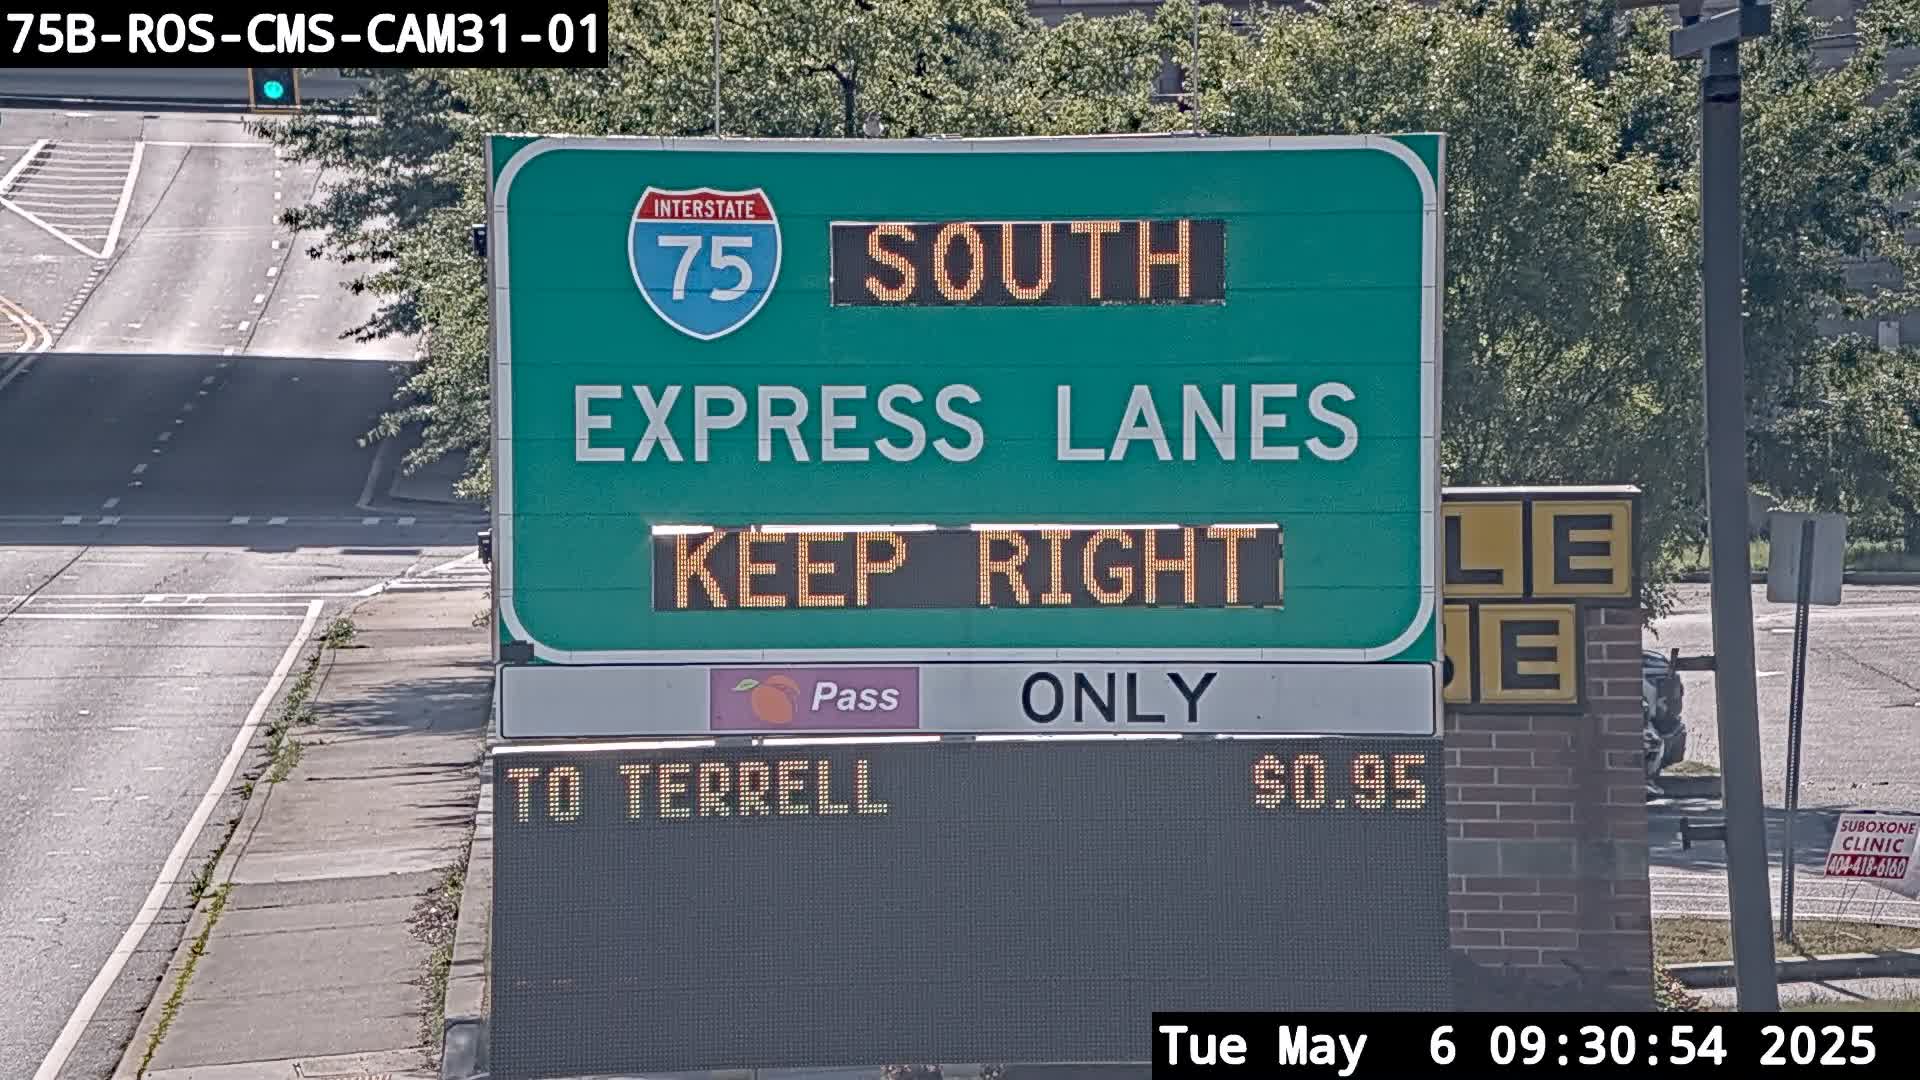 75B-ROS-CMS-CAM31-01
INTERSTATE
75
SOUTH
EXPRESS LANES
KEEP RIGHT
Pass ONLY
TO TERRELL $0.95
LE
E
SUBOXONE
CLINIC
404-418-6160
Tue May 6 09:30:54 2025